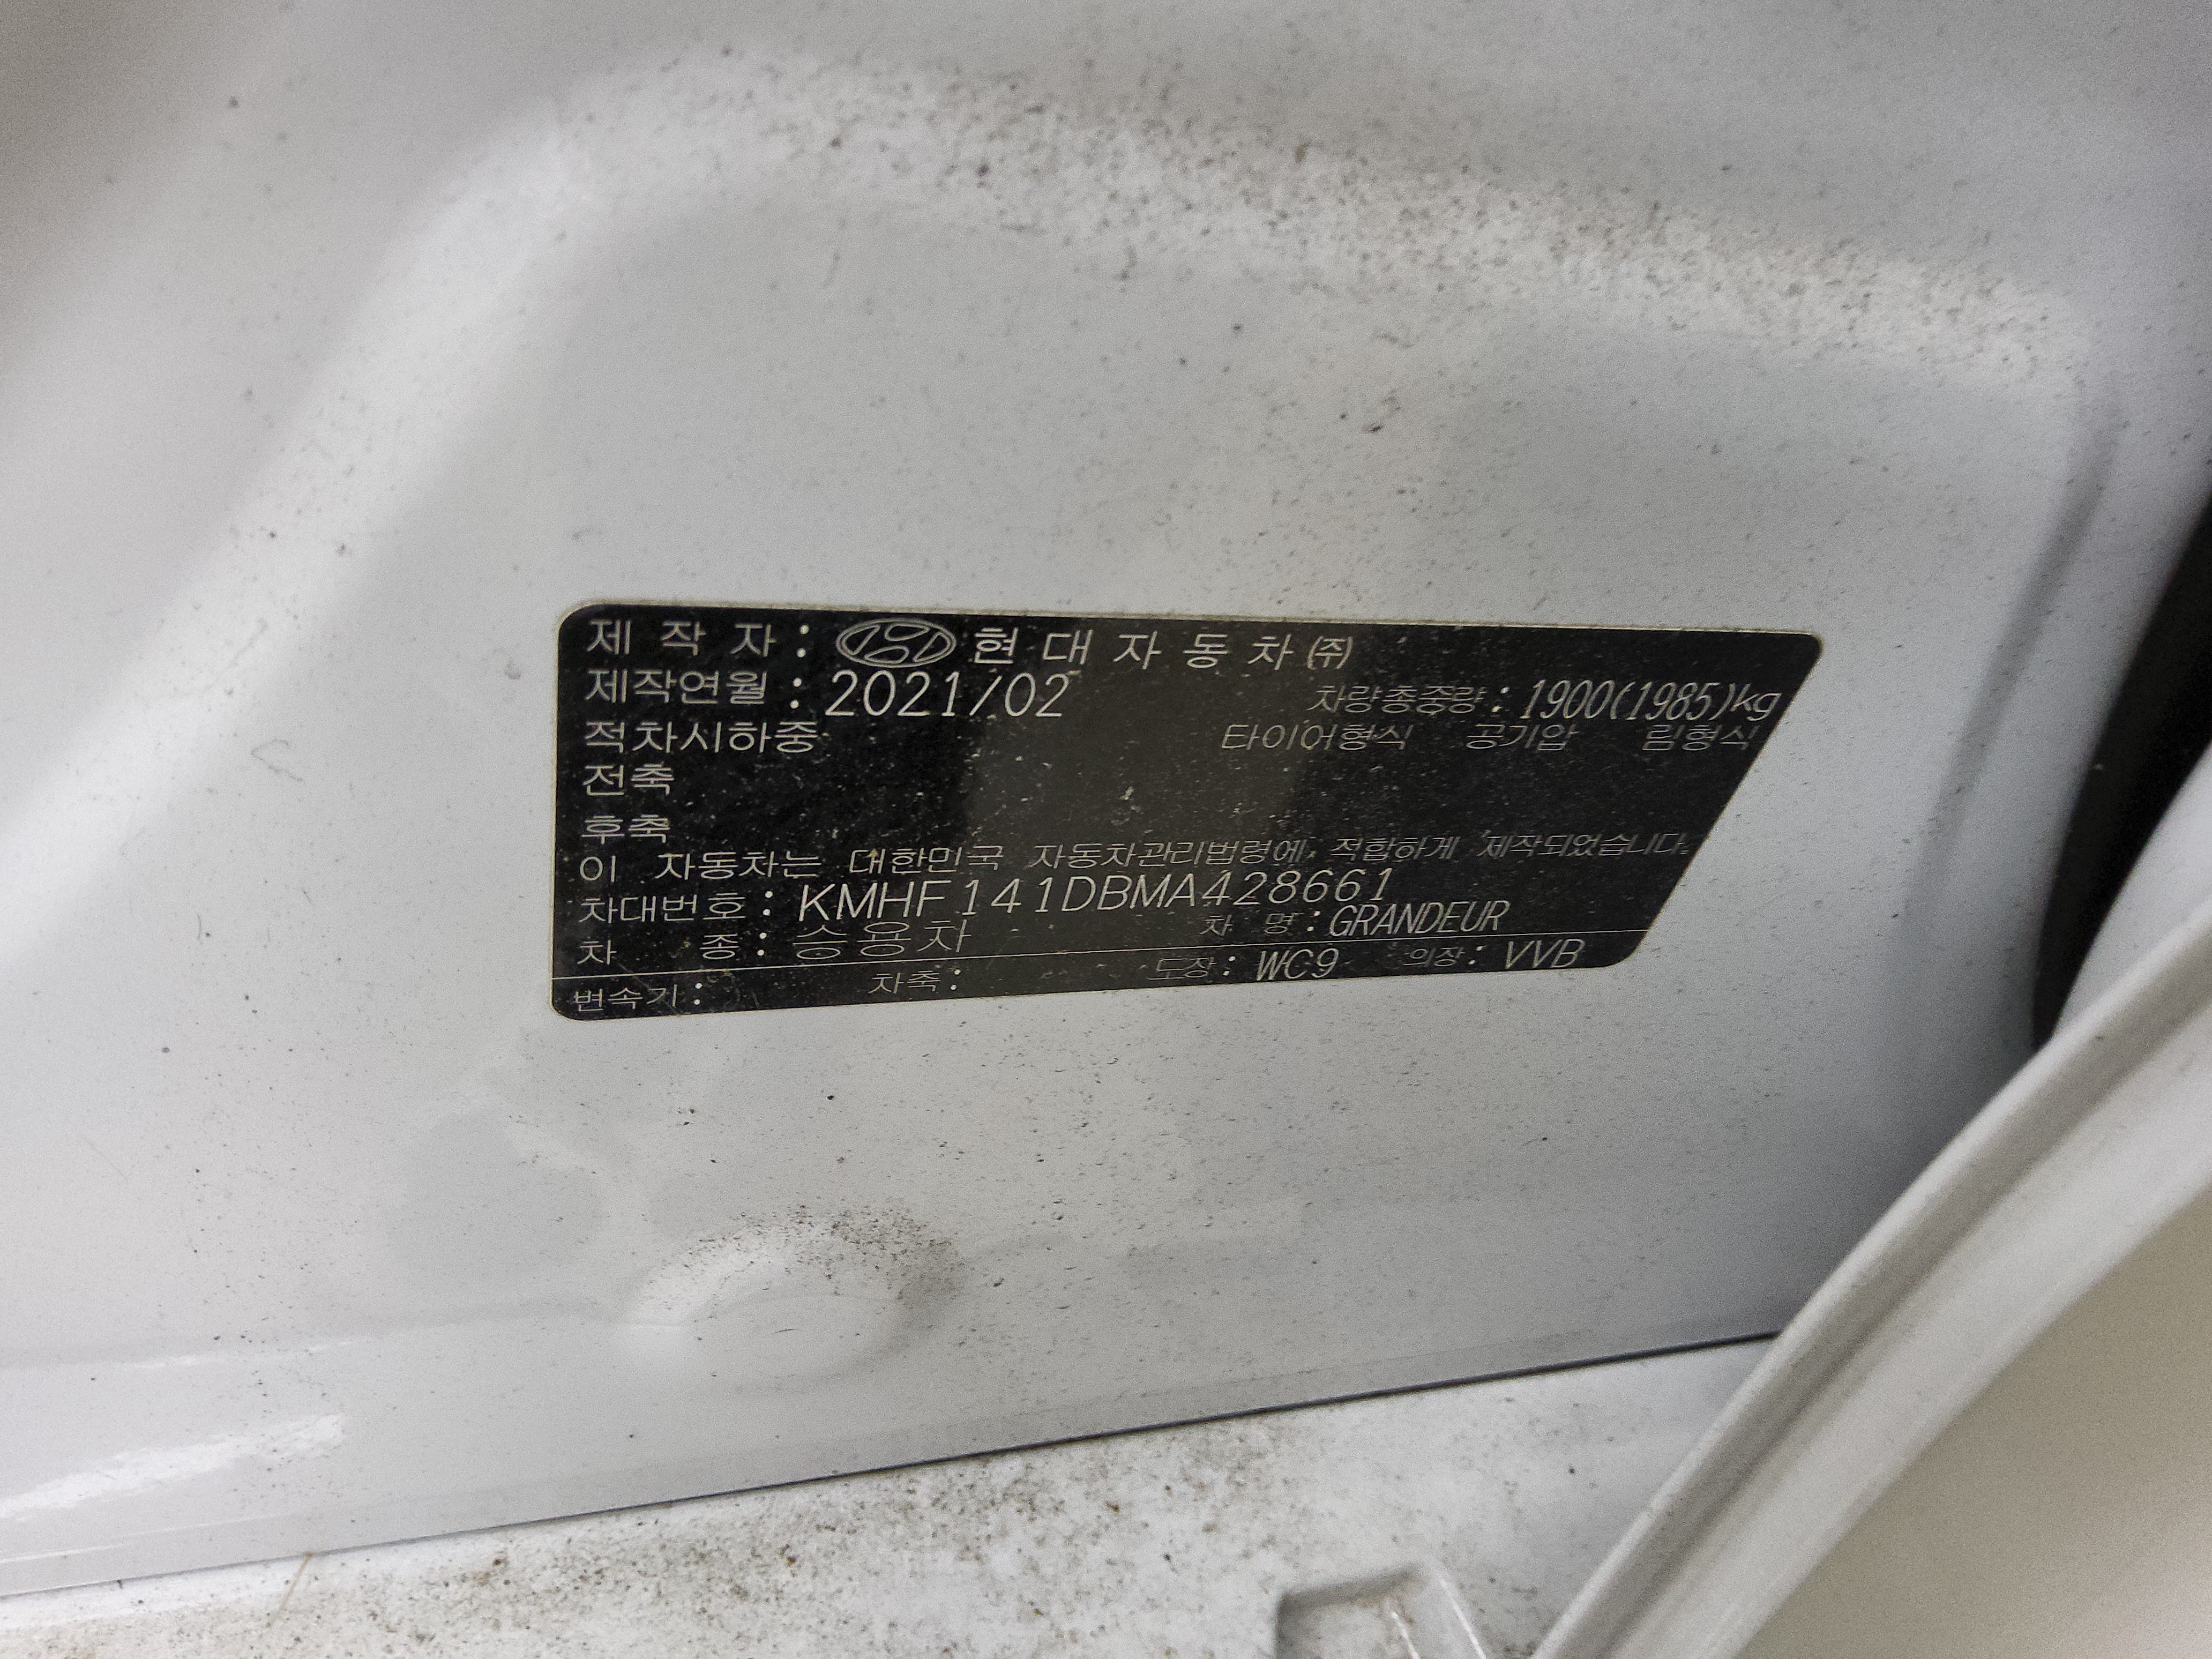 제 작 자 : 현 대 자 동 차 ㈜
제작연월 : 2021/02 차량총중량 : 1900(1985)kg
적차시하중 타이어형식 공기압 림형식
전축
후축
이 자동차는 대한민국 자동차관리법령에 적합하게 제작되었습니다.
차대번호 : KMHF141DBMA428661
차 종 : 승용차 차 명 : GRANDEUR
변속기 : 차축 : 도장 : WC9 의장 : VVB